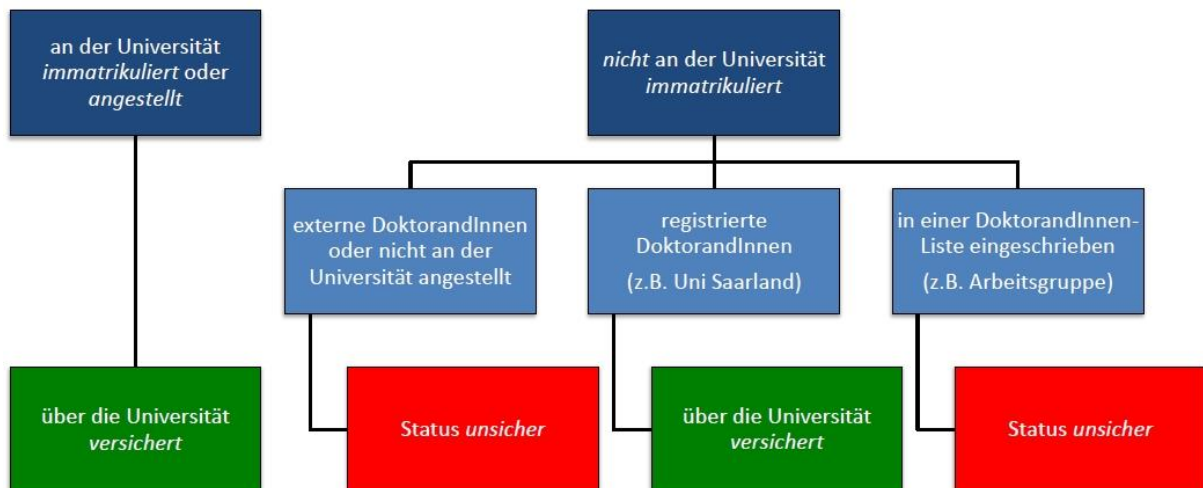 an der Universität
immatrikuliert oder
angestellt
nicht an der Universität
immatrikuliert
externe DoktorandInnen
oder nicht an der
Universität angestellt
registrierte
DoktorandInnen
(z.B. Uni Saarland)
in einer DoktorandInnen-
Liste eingeschrieben
(z.B. Arbeitsgruppe)
über die Universität
versichert
Status unsicher
über die Universität
versichert
Status unsicher